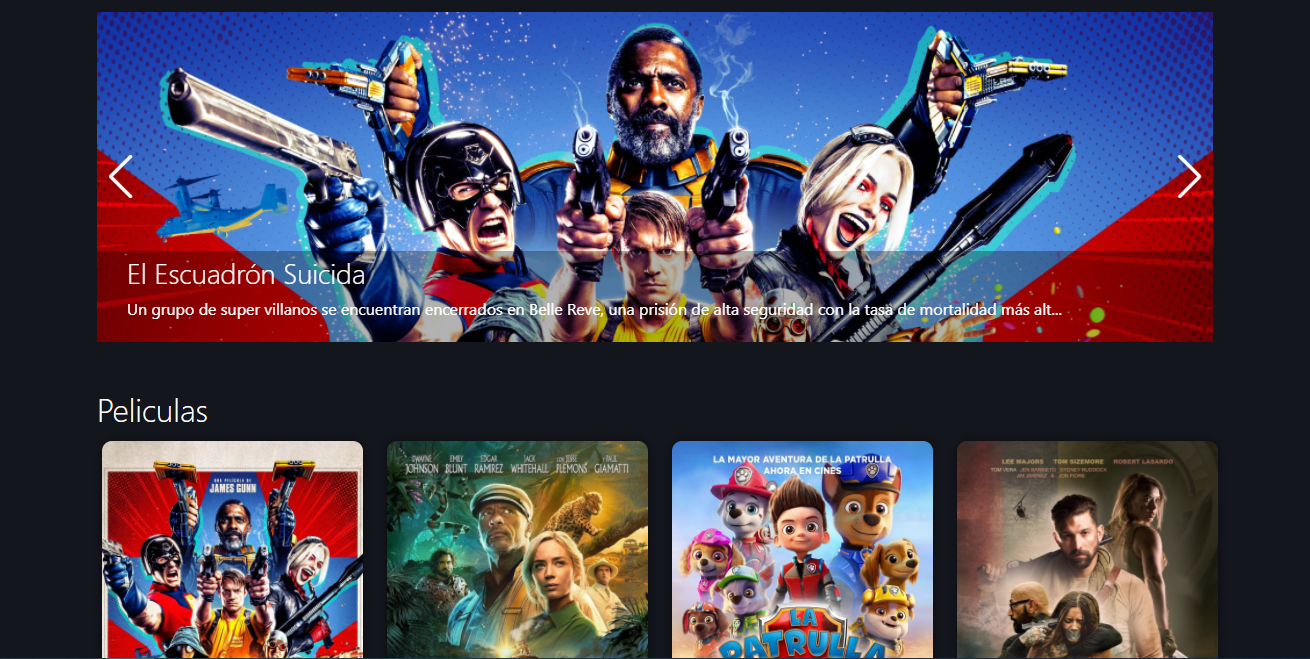 El Escuadrón Suicida
Un grupo de super villanos se encuentran encerrados en Belle Reve, una prisión de alta seguridad con la tasa de mortalidad más alt...
Peliculas
UNA PELÍCULA DE
JAMES GUNN
DWAYNE JOHNSON EMILY BLUNT EDGAR RAMIREZ JACK WHITEHALL CON JESSE PLEMONS Y PAUL GIAMATTI
LA MAYOR AVENTURA DE LA PATRULLA
AHORA EN CINES
LA
PATRULLA
LEE MAJORS TOM SIZEMORE ROBERT LASARDO
TOM VERA